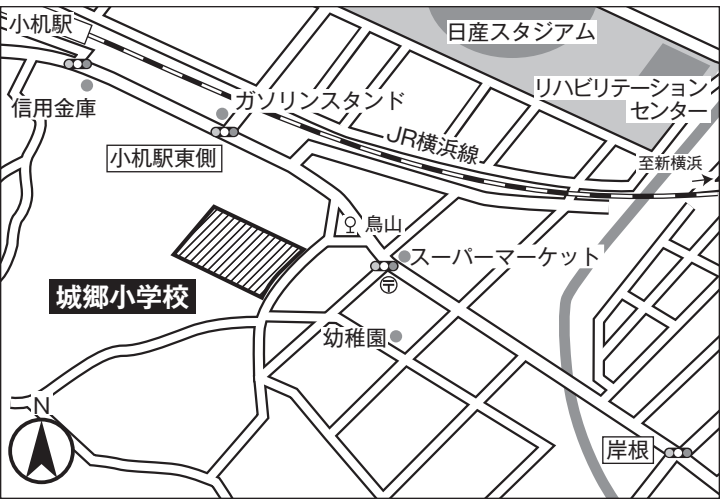 小机駅
日産スタジアム
リハビリテーション
センター
信用金庫
ガソリンスタンド
JR横浜線
小机駅東側
至新横浜
鳥山
スーパーマーケット
〒
城郷小学校
幼稚園
N
岸根